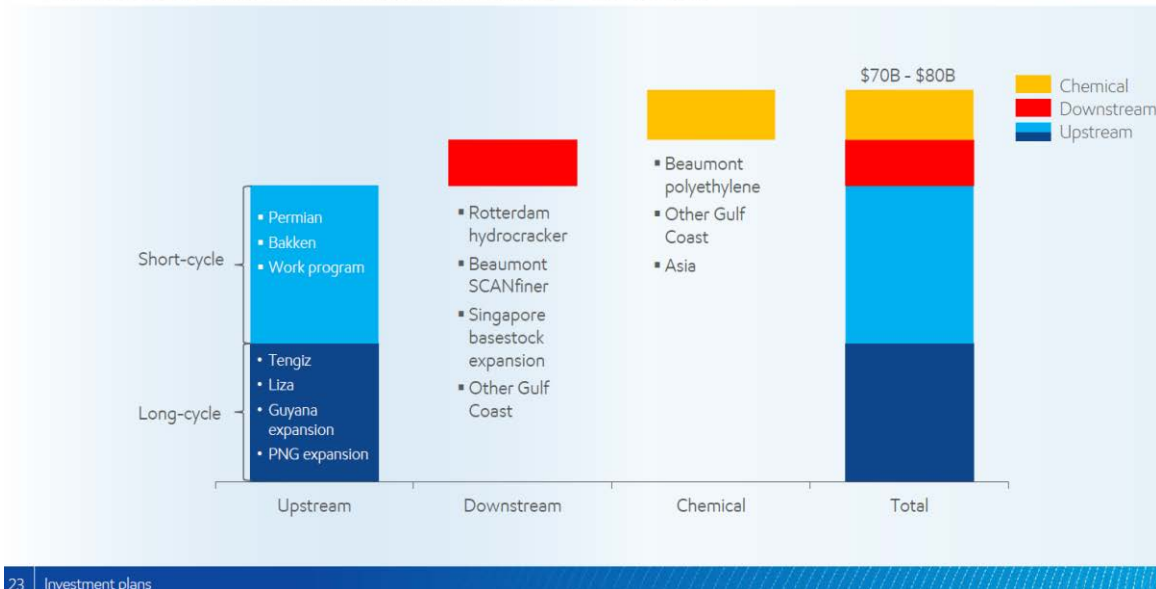 $70B - $80B
Chemical
Downstream
Upstream
Short-cycle
▪ Permian
▪ Bakken
▪ Work program
Long-cycle
• Tengiz
• Liza
• Guyana
expansion
• PNG expansion
▪ Rotterdam
hydrocracker
▪ Beaumont
SCANfiner
▪ Singapore
basestock
expansion
▪ Other Gulf
Coast
▪ Beaumont
polyethylene
▪ Other Gulf
Coast
▪ Asia
Upstream
Downstream
Chemical
Total
23 Investment plans